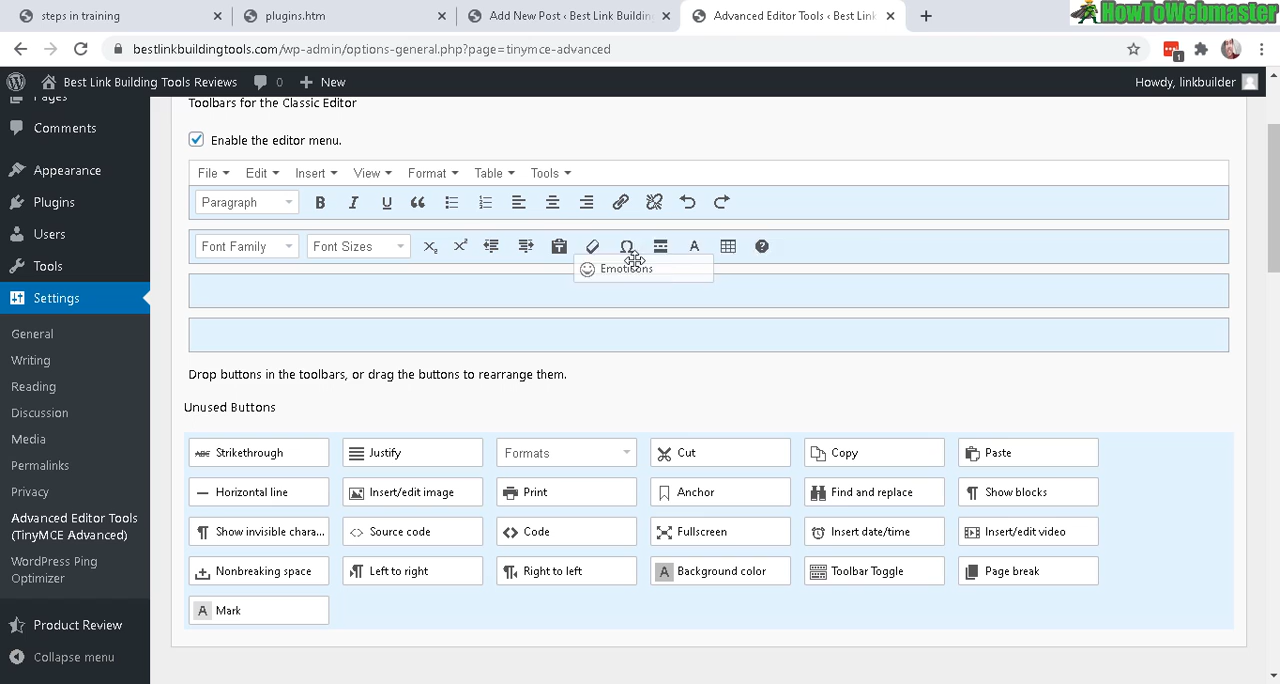 steps in training
plugins.htm
Add New Post ‹ Best Link Building
Advanced Editor Tools ‹ Best Link
HowToWebmaster
bestlinkbuildingtools.com/wp-admin/options-general.php?page=tinymce-advanced
1
Best Link Building Tools Reviews 0 New
Howdy, linkbuilder
Pages
Comments
Appearance
Plugins
Users
Tools
Settings
General
Writing
Reading
Discussion
Media
Permalinks
Privacy
Advanced Editor Tools
(TinyMCE Advanced)
WordPress Ping
Optimizer
Product Review
Collapse menu
Toolbars for the Classic Editor
Enable the editor menu.
File Edit Insert View Format Table Tools
Paragraph B I U
Font Family Font Sizes X₂ X² Ω A
Emoticons
Drop buttons in the toolbars, or drag the buttons to rearrange them.
Unused Buttons
ABC Strikethrough Justify Formats Cut Copy Paste
Horizontal line Insert/edit image Print Anchor Find and replace Show blocks
Show invisible chara... Source code Code Fullscreen Insert date/time Insert/edit video
Nonbreaking space Left to right Right to left A Background color Toolbar Toggle Page break
A Mark